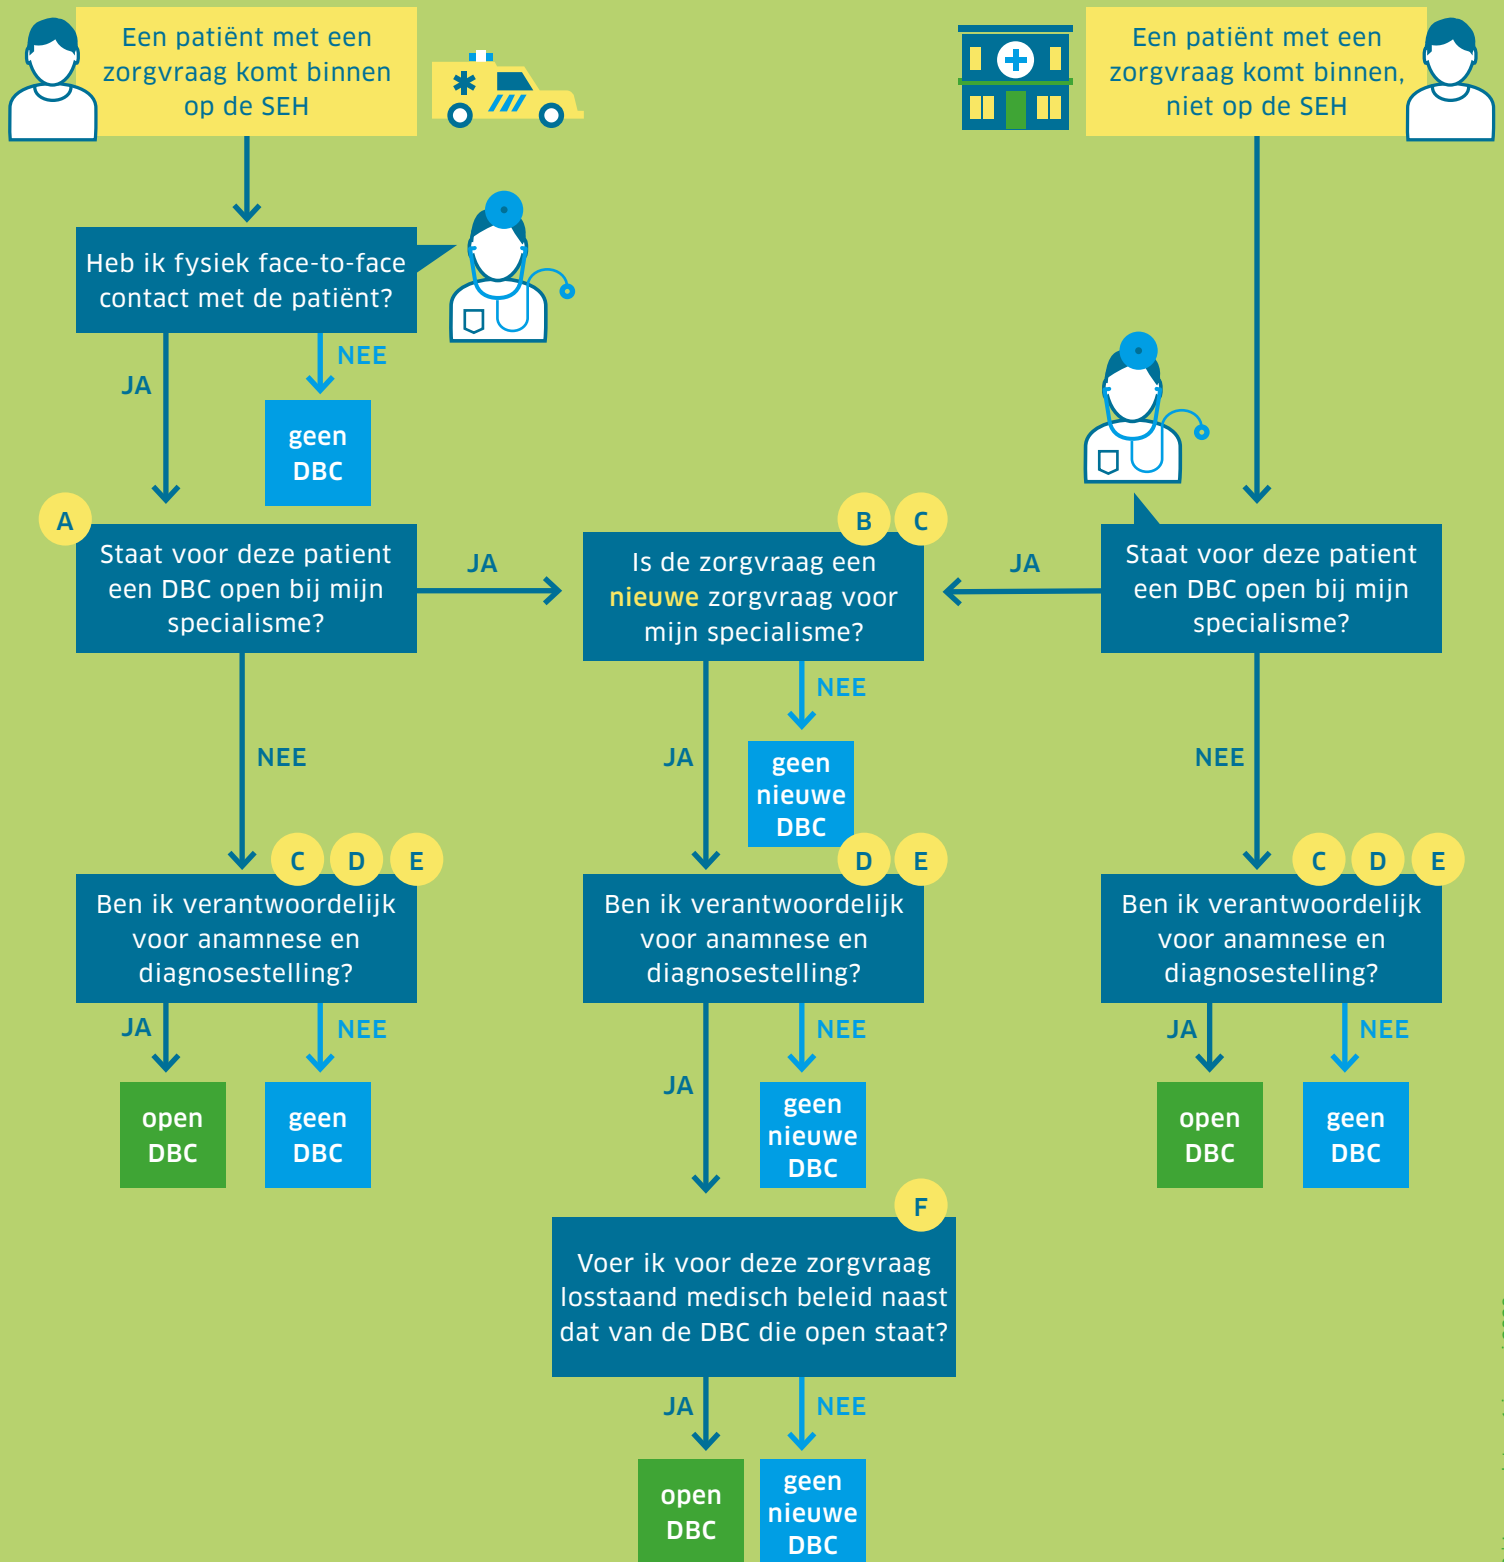 Een patiënt met een
zorgvraag komt binnen
op de SEH
Een patiënt met een
zorgvraag komt binnen,
niet op de SEH
Heb ik fysiek face-to-face
contact met de patiënt?
JA
NEE
geen
DBC
A
Staat voor deze patient
een DBC open bij mijn
specialisme?
JA
B
C
Is de zorgvraag een
nieuwe zorgvraag voor
mijn specialisme?
JA
Staat voor deze patient
een DBC open bij mijn
specialisme?
NEE
JA
NEE
geen
nieuwe
DBC
NEE
C
D
E
Ben ik verantwoordelijk
voor anamnese en
diagnosestelling?
JA
NEE
open
DBC
geen
DBC
D
E
Ben ik verantwoordelijk
voor anamnese en
diagnosestelling?
JA
NEE
geen
nieuwe
DBC
C
D
E
Ben ik verantwoordelijk
voor anamnese en
diagnosestelling?
JA
NEE
open
DBC
geen
DBC
F
Voer ik voor deze zorgvraag
losstaand medisch beleid naast
dat van de DBC die open staat?
JA
NEE
open
DBC
geen
nieuwe
DBC